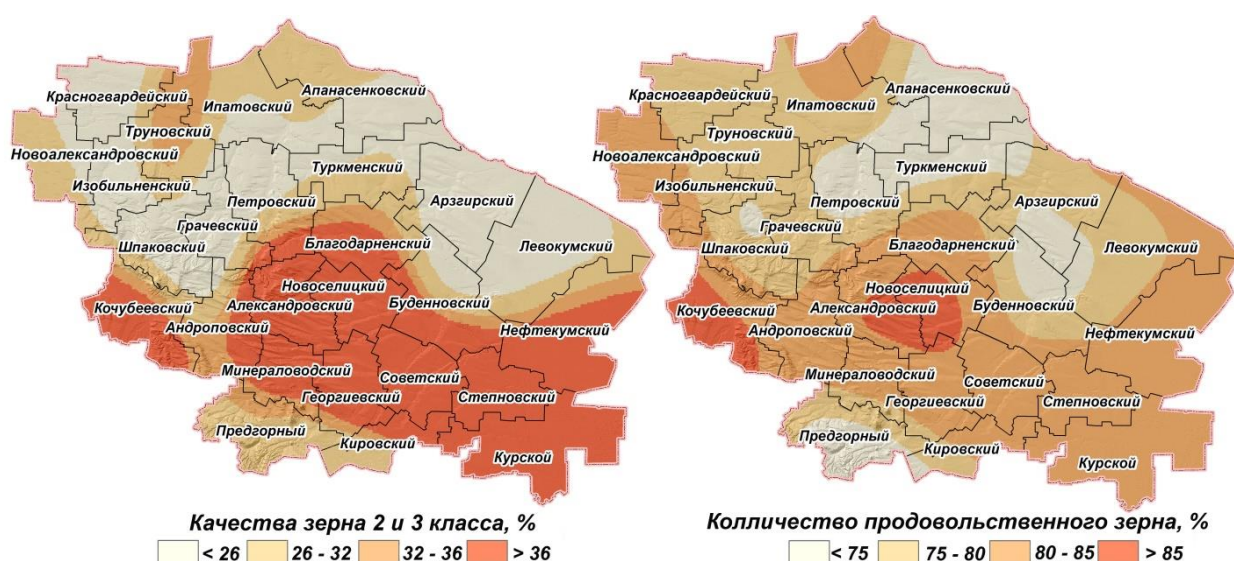 Красногвардейский
Апанасенковский
Ипатовский
Труновский
Новоалександровский
Туркменский
Изобильненский
Петровский
Арзгирский
Грачевский
Шпаковский
Благодарненский
Левокумский
Новоселицкий
Кочубеевский
Александровский
Буденновский
Андроповский
Нефтекумский
Минераловодский
Советский
Георгиевский
Степновский
Предгорный
Кировский
Курской
Качества зерна 2 и 3 класса, %
< 26
26 - 32
32 - 36
> 36
Красногвардейский
Апанасенковский
Ипатовский
Труновский
Новоалександровский
Туркменский
Изобильненский
Петровский
Арзгирский
Грачевский
Шпаковский
Благодарненский
Левокумский
Новоселицкий
Кочубеевский
Александровский
Буденновский
Андроповский
Нефтекумский
Минераловодский
Советский
Георгиевский
Степновский
Предгорный
Кировский
Курской
Колличество продовольственного зерна, %
< 75
75 - 80
80 - 85
> 85